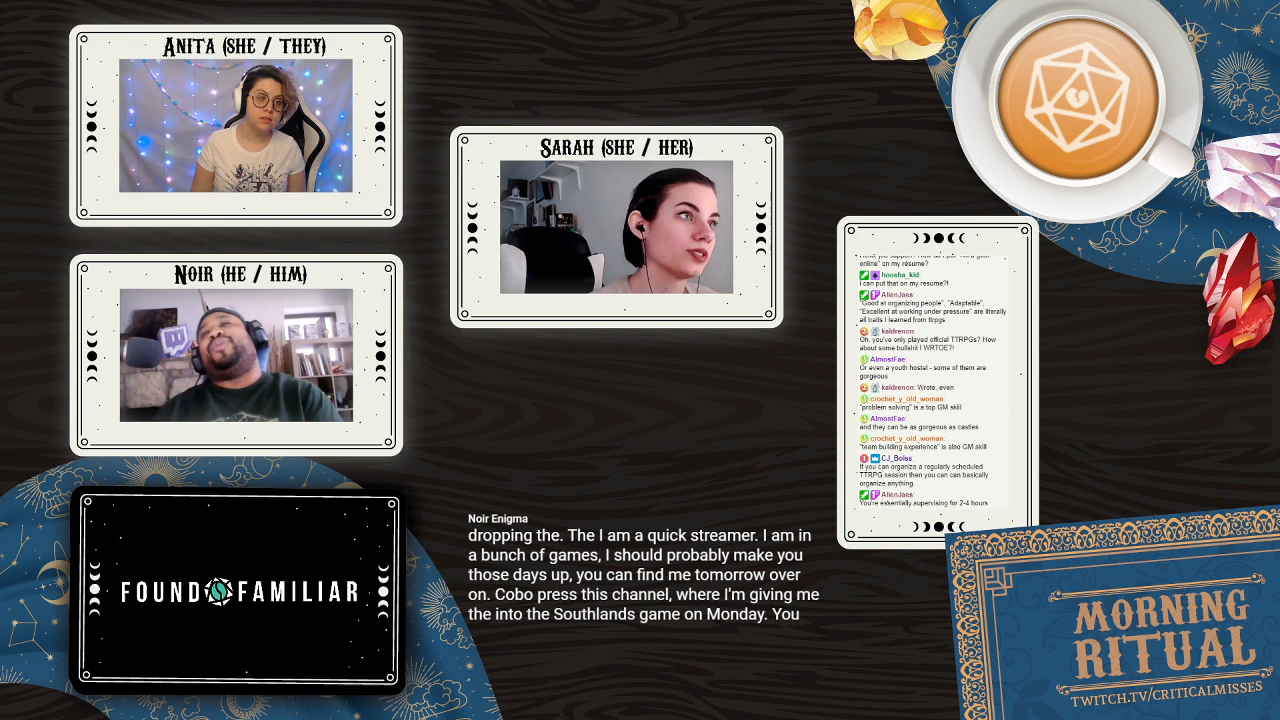 ANITA (SHE / THEY)
SARAH (SHE / HER)
NOIR (HE / HIM)
online" on my résume?
hoosha_kid:
I can put that on my resume?!
AllenJaes:
"Good at organizing people", "Adaptable",
"Excellent at working under pressure" are literally
all traits I learned from ttrpgs
kaldrenon:
Oh, you've only played official TTRPGs? How
about some bullshit I WRTOE?!
AlmostFae:
Or even a youth hostel - some of them are
gorgeous
kaldrenon: Wrote, even
crochet_y_old_woman:
"problem solving" is a top GM skill
AlmostFae:
and they can be as gorgeous as castles
crochet_y_old_woman:
"team building experience" is also GM skill
CJ_Boiss:
If you can organize a regularly scheduled
TTRPG session then you can can basically
organize anything.
AllenJaes:
You're essentially supervising for 2-4 hours
FOUND FAMILIAR
Noir Enigma
dropping the. The I am a quick streamer. I am in
a bunch of games, I should probably make you
those days up, you can find me tomorrow over
on. Cobo press this channel, where I'm giving me
the into the Southlands game on Monday. You
MORNING
RITUAL
TWITCH.TV/CRITICALMISSES